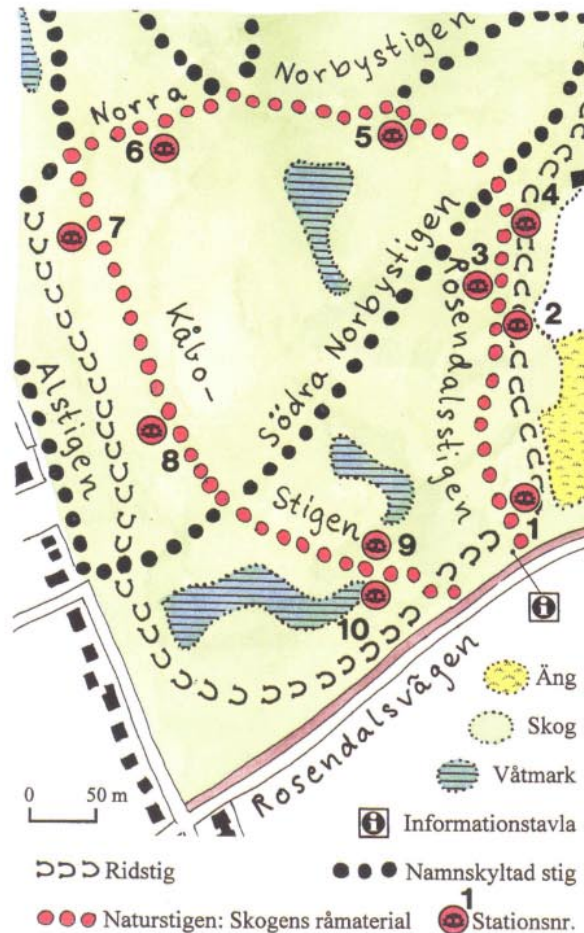 Norbystigen
Norra
5
6
4
7
3
2
Kåbo-
Södra Norbystigen
Rosendalsstigen
Alstigen
8
Stigen
9
1
10
Rosendalsvägen
Äng
Skog
Våtmark
0 50 m
Informationstavla
Ridstig
Namnskyltad stig
Naturstigen: Skogens råmaterial
1
Stationsnr.